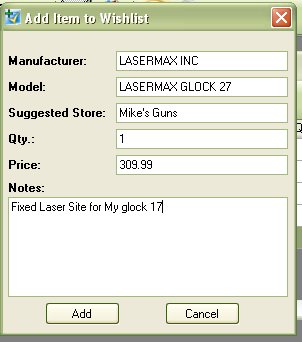 Add Item to Wishlist
Manufacturer: LASERMAX INC
Model: LASERMAX GLOCK 27
Suggested Store: Mike's Guns
Qty.: 1
Price: 309.99
Notes:
Fixed Laser Site for My glock 17
Add Cancel